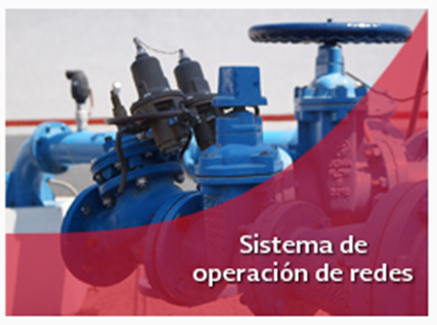 Sistema de
operación de redes